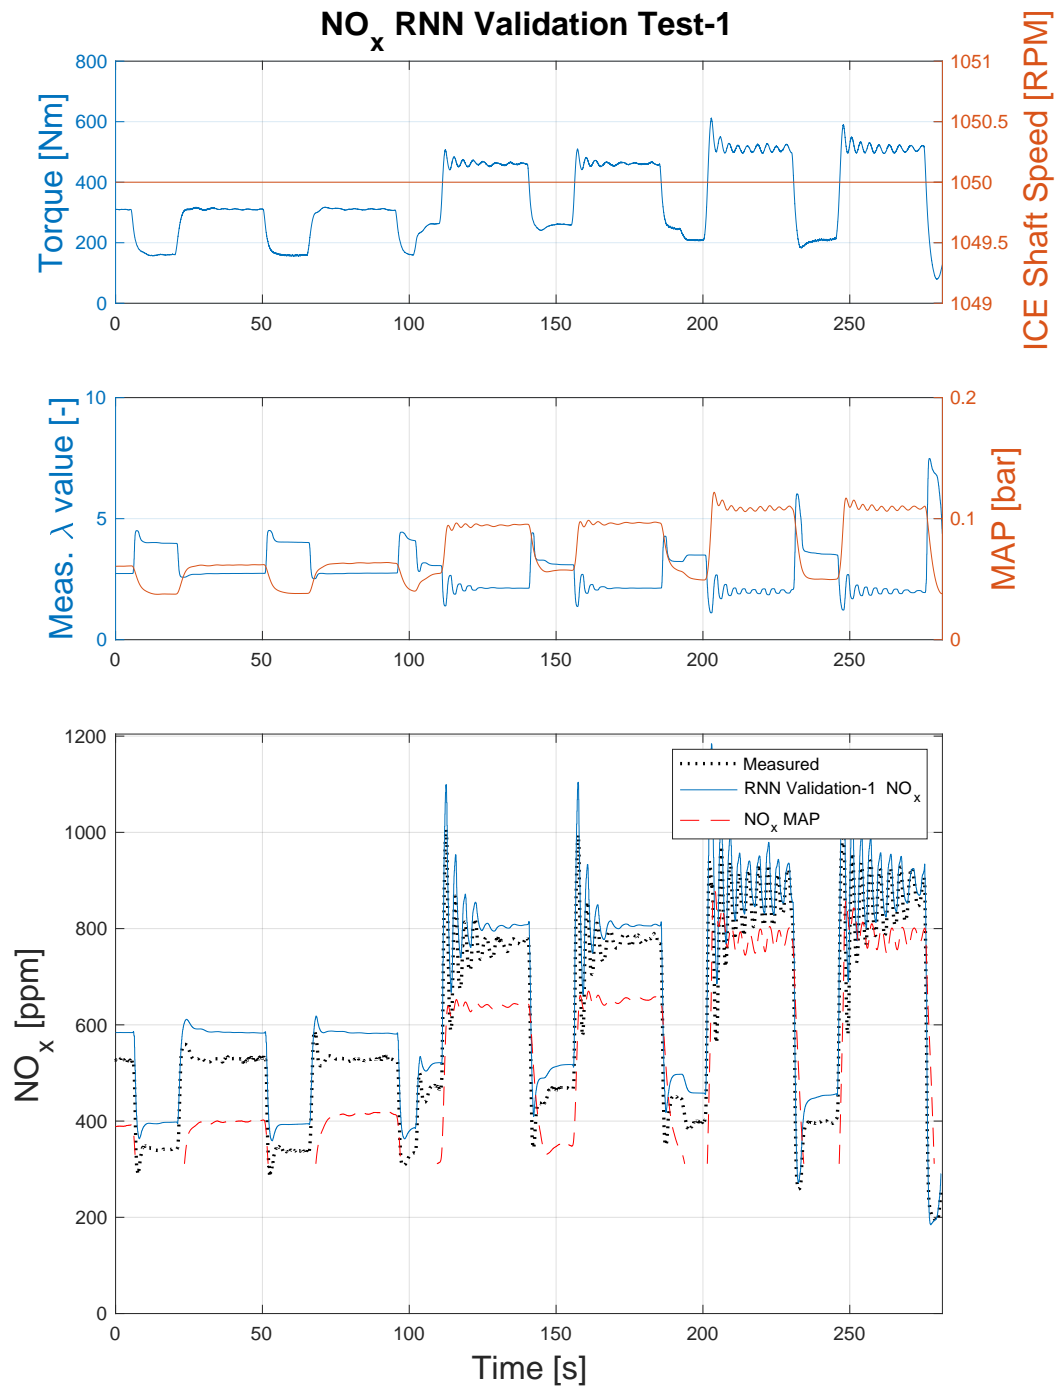 NOx RNN Validation Test-1
Torque [Nm]
800
600
400
200
0
ICE Shaft Speed [RPM]
1051
1050.5
1050
1049.5
1049
0 50 100 150 200 250
Meas. λ value [-]
10
5
0
MAP [bar]
0.2
0.1
0
0 50 100 150 200 250
NOx [ppm]
1200
1000
800
600
400
200
0
Measured
RNN Validation-1 NOx
NOx MAP
0 50 100 150 200 250
Time [s]